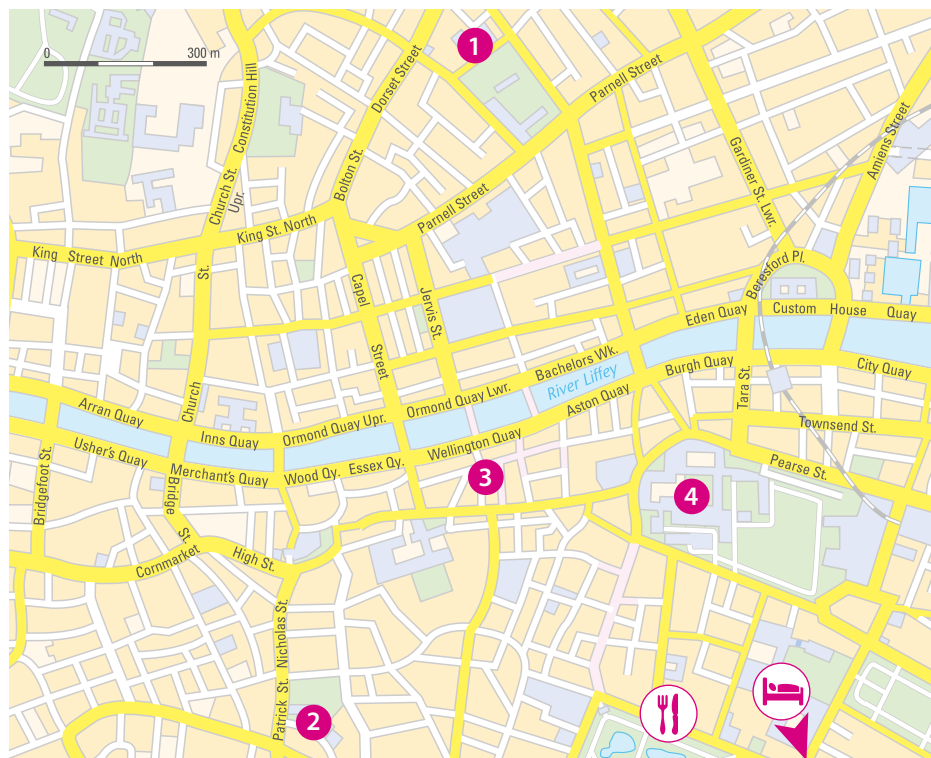 0 300 m
1
Dorset Street
Parnell Street
Constitution Hill
Gardiner St. Lwr.
Amiens Street
Bolton St.
Church St.
Upr.
Parnell Street
King St. North
King Street North
St.
Beresford Pl.
Capel
Jervis St.
Eden Quay
Custom House Quay
Street
Bachelors Wk.
River Liffey
Burgh Quay
City Quay
Church
Ormond Quay Lwr.
Aston Quay
Tara St.
Arran Quay
Inns Quay
Ormond Quay Upr.
Townsend St.
Usher's Quay
Wellington Quay
Merchant's Quay
Wood Qy.
Essex Qy.
Pearse St.
3
4
Bridgefoot St.
Bridge
St.
Cornmarket
High St.
Nicholas St.
Patrick St.
2